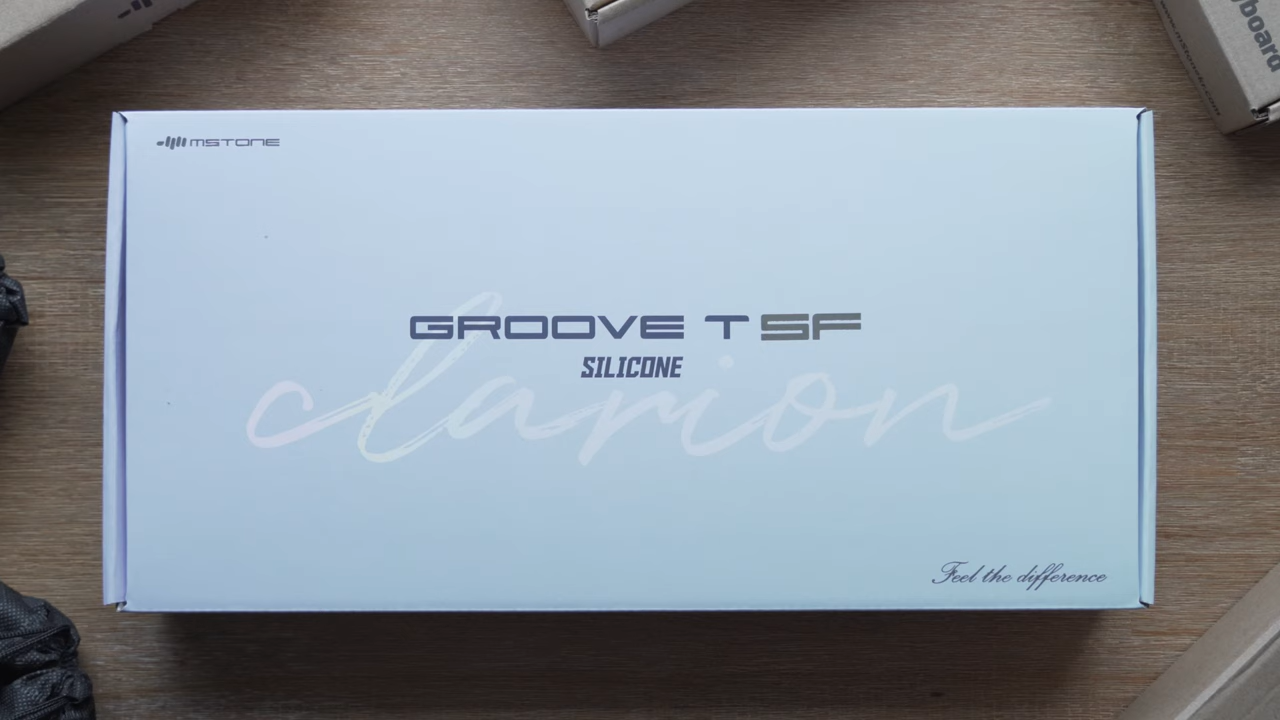 MSTONE
GROOVE T SF
SILICONE
clarion
Feel the difference